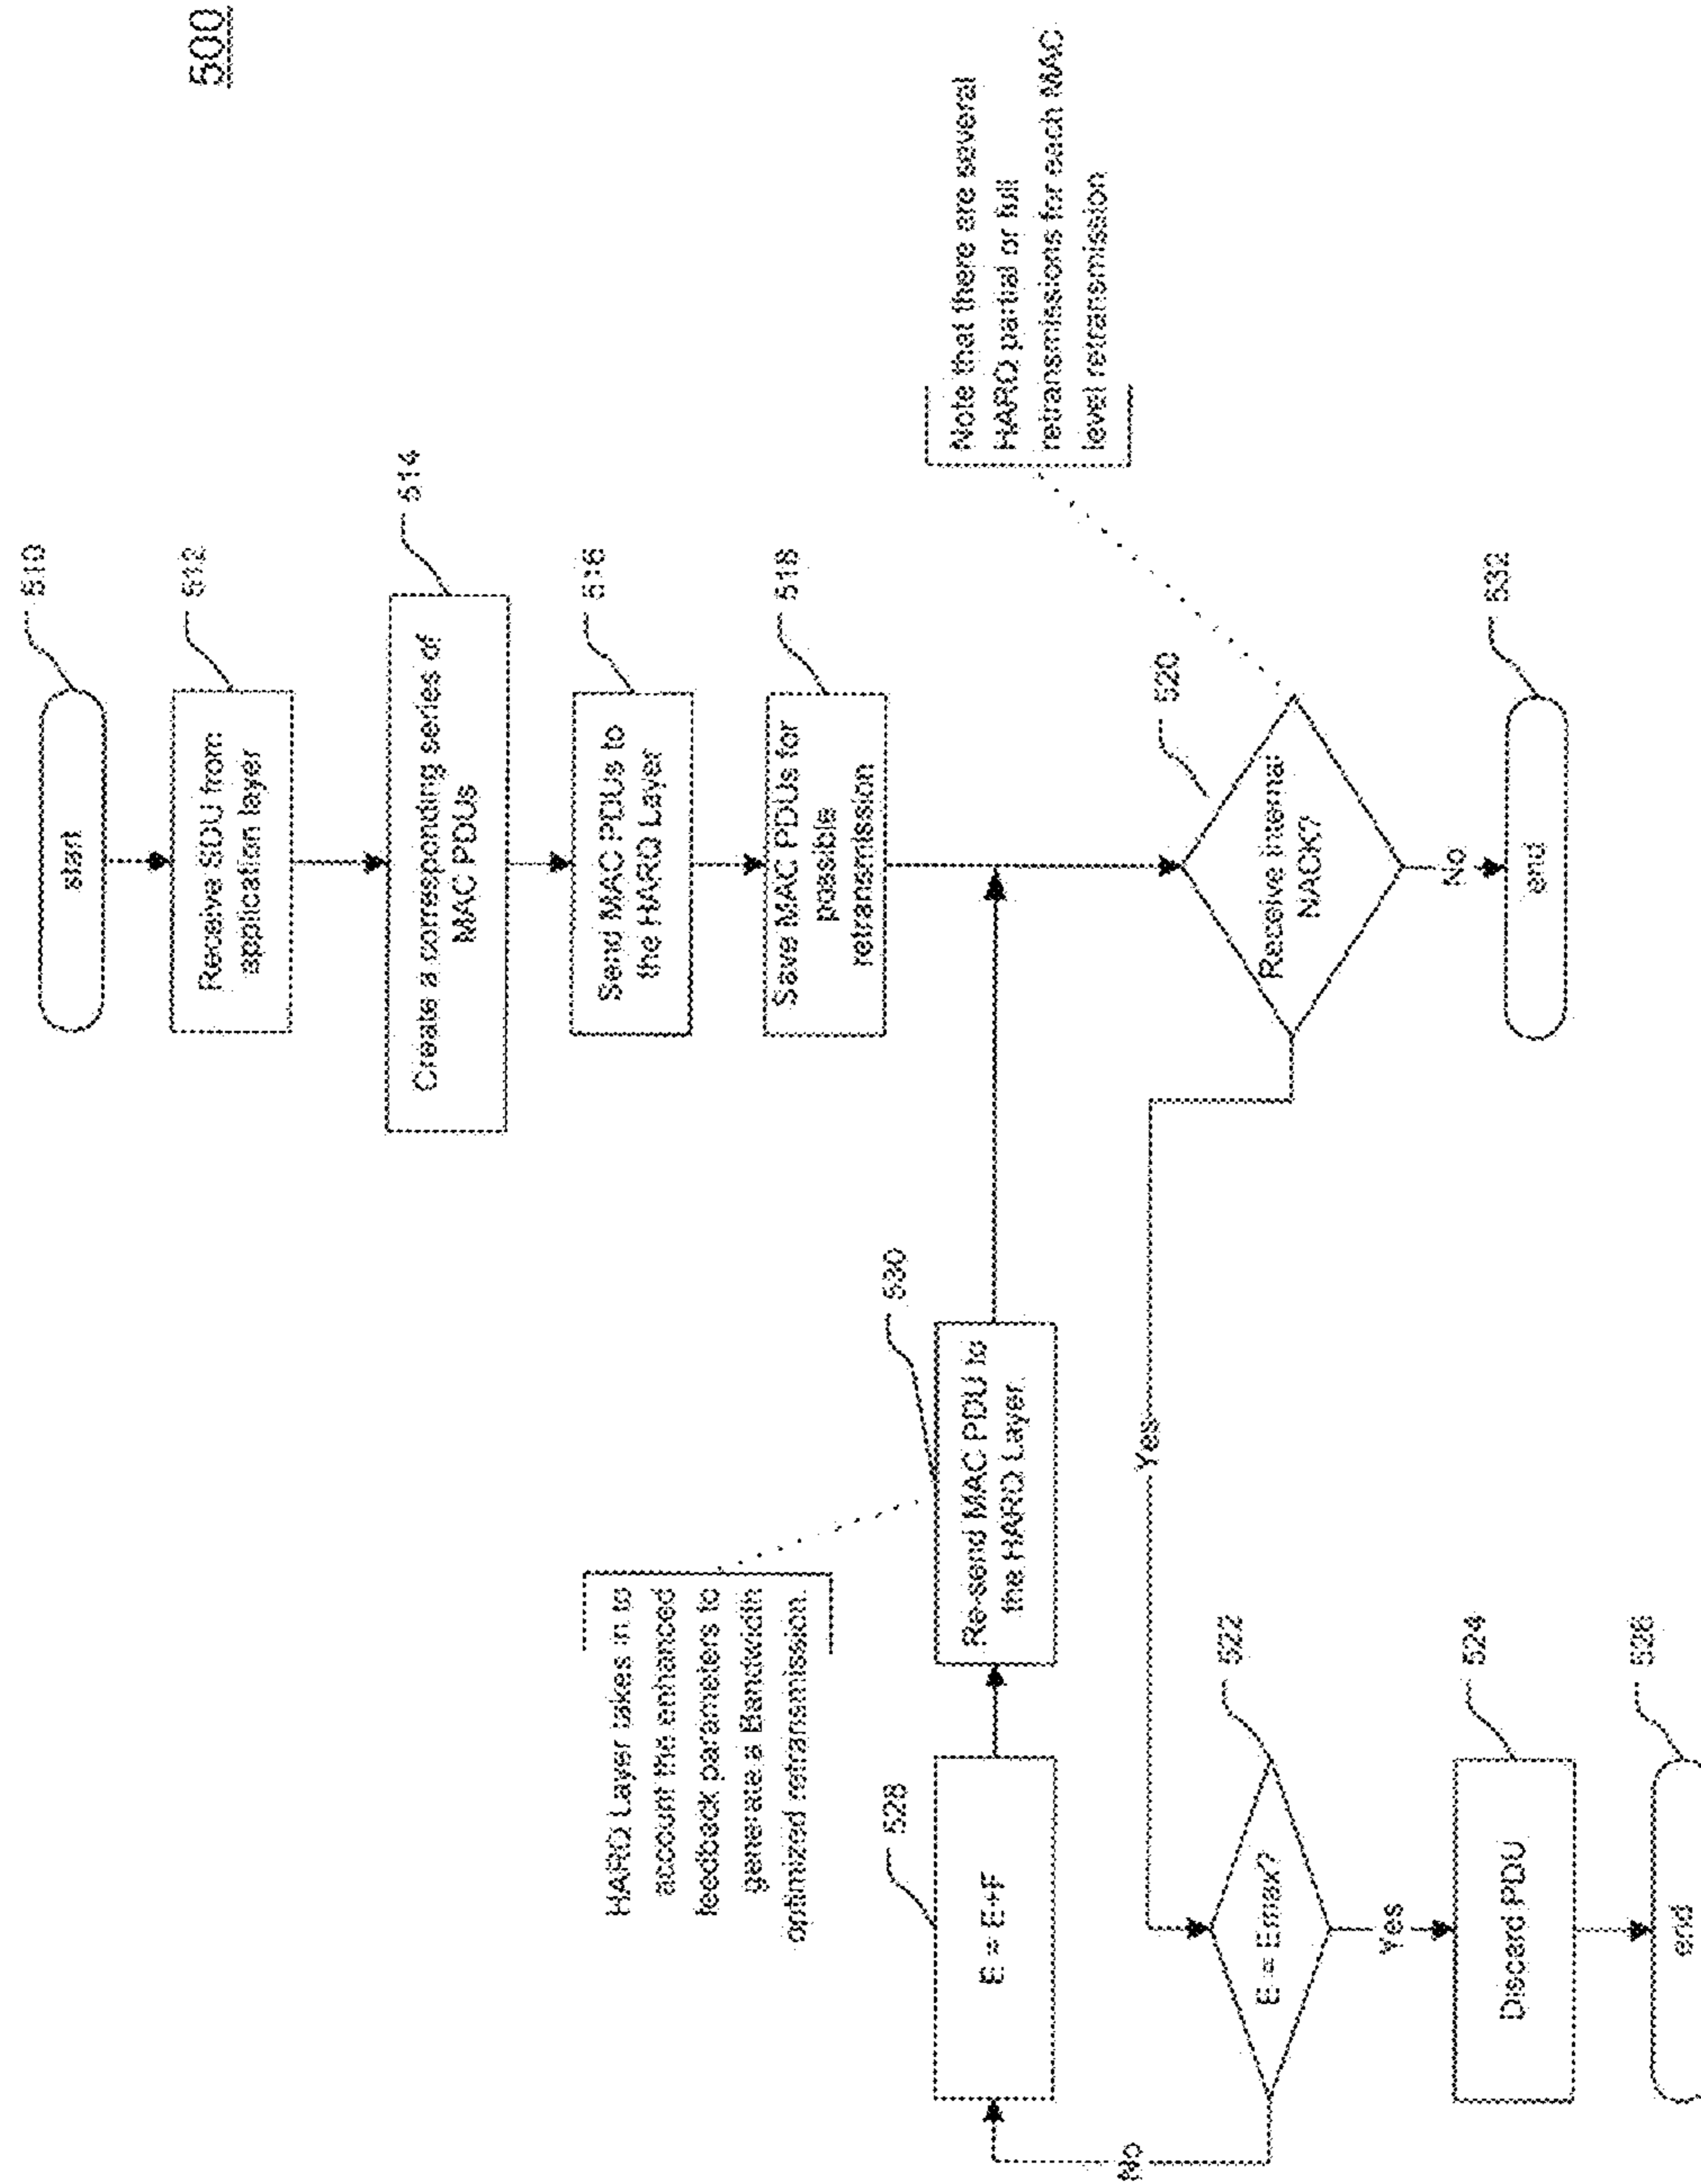 500
start
510
Receive SDU from
application layer
512
Create a corresponding series of
MAC PDUs
514
Send MAC PDUs to
the HARQ Layer
516
Save MAC PDUs for
possible
retransmission
518
Receive Internal
NACK?
520
Note that there are several
HARQ partial or full
retransmissions for each MAC
level retransmission
No
end
532
Yes
E = Emax?
522
Yes
Discard PDU
524
end
526
No
E = E+F
528
Re-send MAC PDU to
the HARQ Layer
530
HARQ Layer takes in to
account the enhanced
feedback parameters to
generate a Bandwidth
optimized retransmission.